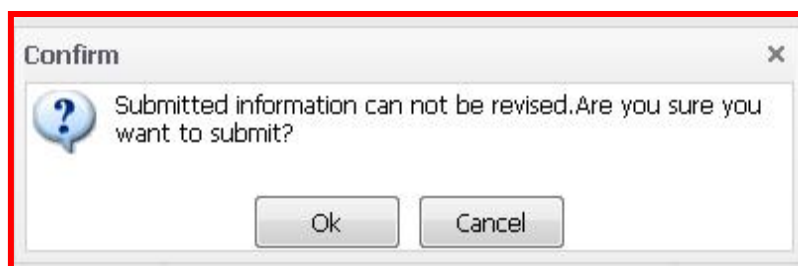 Confirm
Submitted information can not be revised.Are you sure you
want to submit?
Ok
Cancel